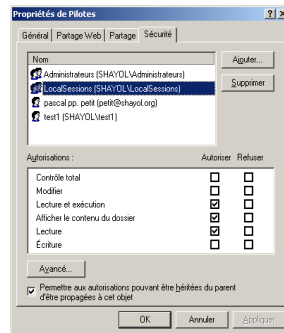 Propriétés de Pilotes
Général Partage Web Partage Sécurité
Nom
Administrateurs (SHAYOL\Administrateurs)
LocalSessions (SHAYOL\LocalSessions)
pascal pp. petit (petit@shayol.org)
test1 (SHAYOL\test1)
Ajouter...
Supprimer
Autorisations : Autoriser Refuser
Contrôle total
Modifier
Lecture et exécution
Afficher le contenu du dossier
Lecture
Écriture
Avancé...
Permettre aux autorisations pouvant être héritées du parent
d'être propagées à cet objet
OK Annuler Appliquer